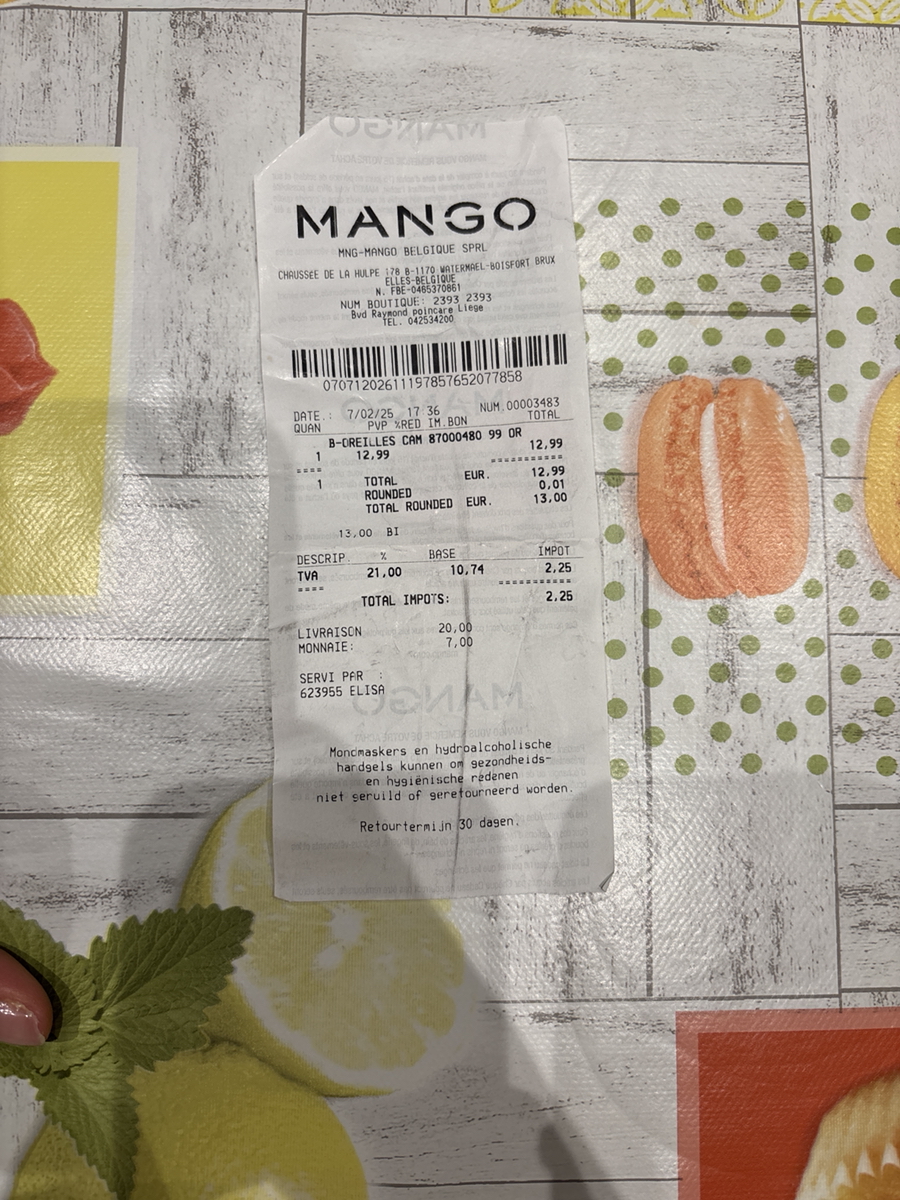 MANGO
MNG-MANGO BELGIQUE SPRL
CHAUSSéE DE LA HULPE 178 B-1170 WATERMAEL-BOISFORT BRUX
ELLES-BELGIQUE
N. FBE-0465370861
NUM BOUTIQUE: 2393 2393
Bvd Raymond poincare Liege
TEL. 042534200
07071202611197857652077858
DATE.: 7/02/25 17:36 NUM.00003483
QUAN PVP %RED IM.BON TOTAL
B-OREILLES CAM 87000480 99 OR
1 12,99 12,99
==== ===========
1 TOTAL EUR. 12,99
ROUNDED 0,01
TOTAL ROUNDED EUR. 13,00
13,00 BI
DESCRIP. % BASE IMPOT
TVA 21,00 10,74 2,25
==== ===========
TOTAL IMPOTS: 2,25
LIVRAISON 20,00
MONNAIE: 7,00
SERVI PAR :
623955 ELISA
Mondmaskers en hydroalcoholische
hardgels kunnen om gezondheids-
en hygiënische redenen
niet geruild of geretourneerd worden.
Retourtermijn 30 dagen.